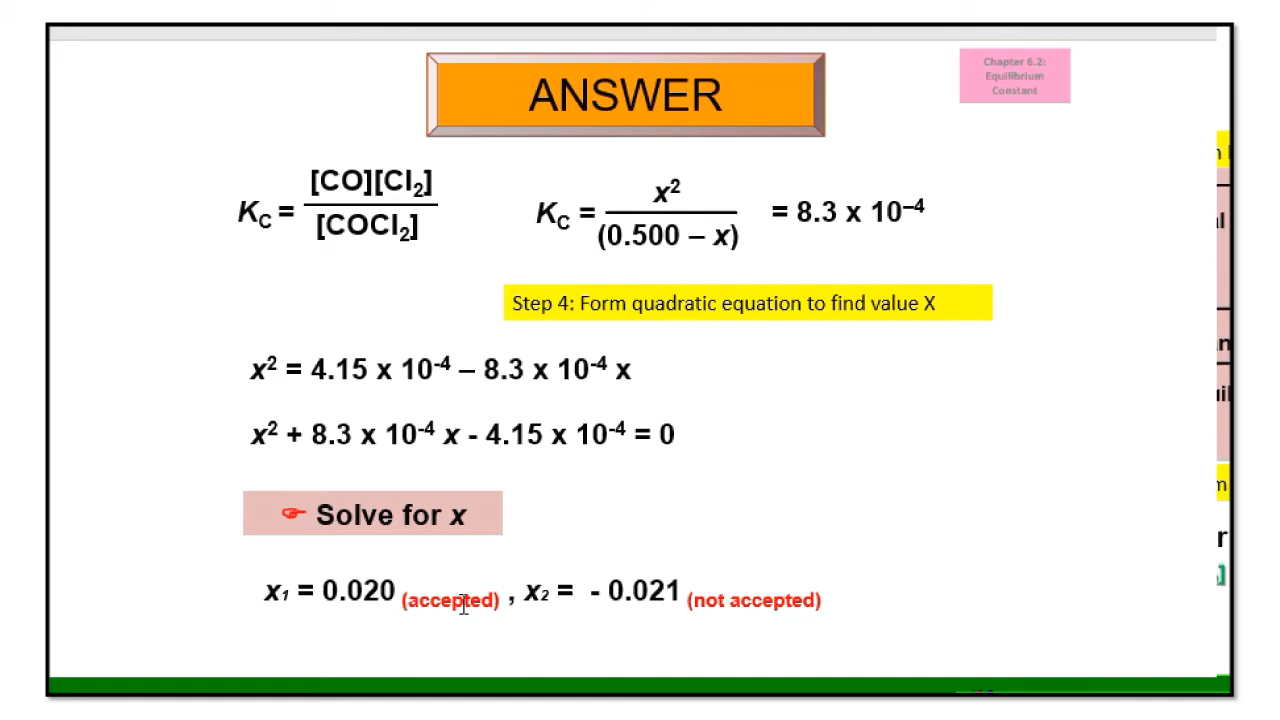 Chapter 6.2:
Equilibrium
Constant
ANSWER
K_C = [CO][Cl₂] / [COCl₂]
K_C = x² / (0.500 – x) = 8.3 x 10⁻⁴
Step 4: Form quadratic equation to find value X
x² = 4.15 x 10⁻⁴ – 8.3 x 10⁻⁴ x
x² + 8.3 x 10⁻⁴ x - 4.15 x 10⁻⁴ = 0
☞ Solve for x
x₁ = 0.020 (accepted) , x₂ = - 0.021 (not accepted)